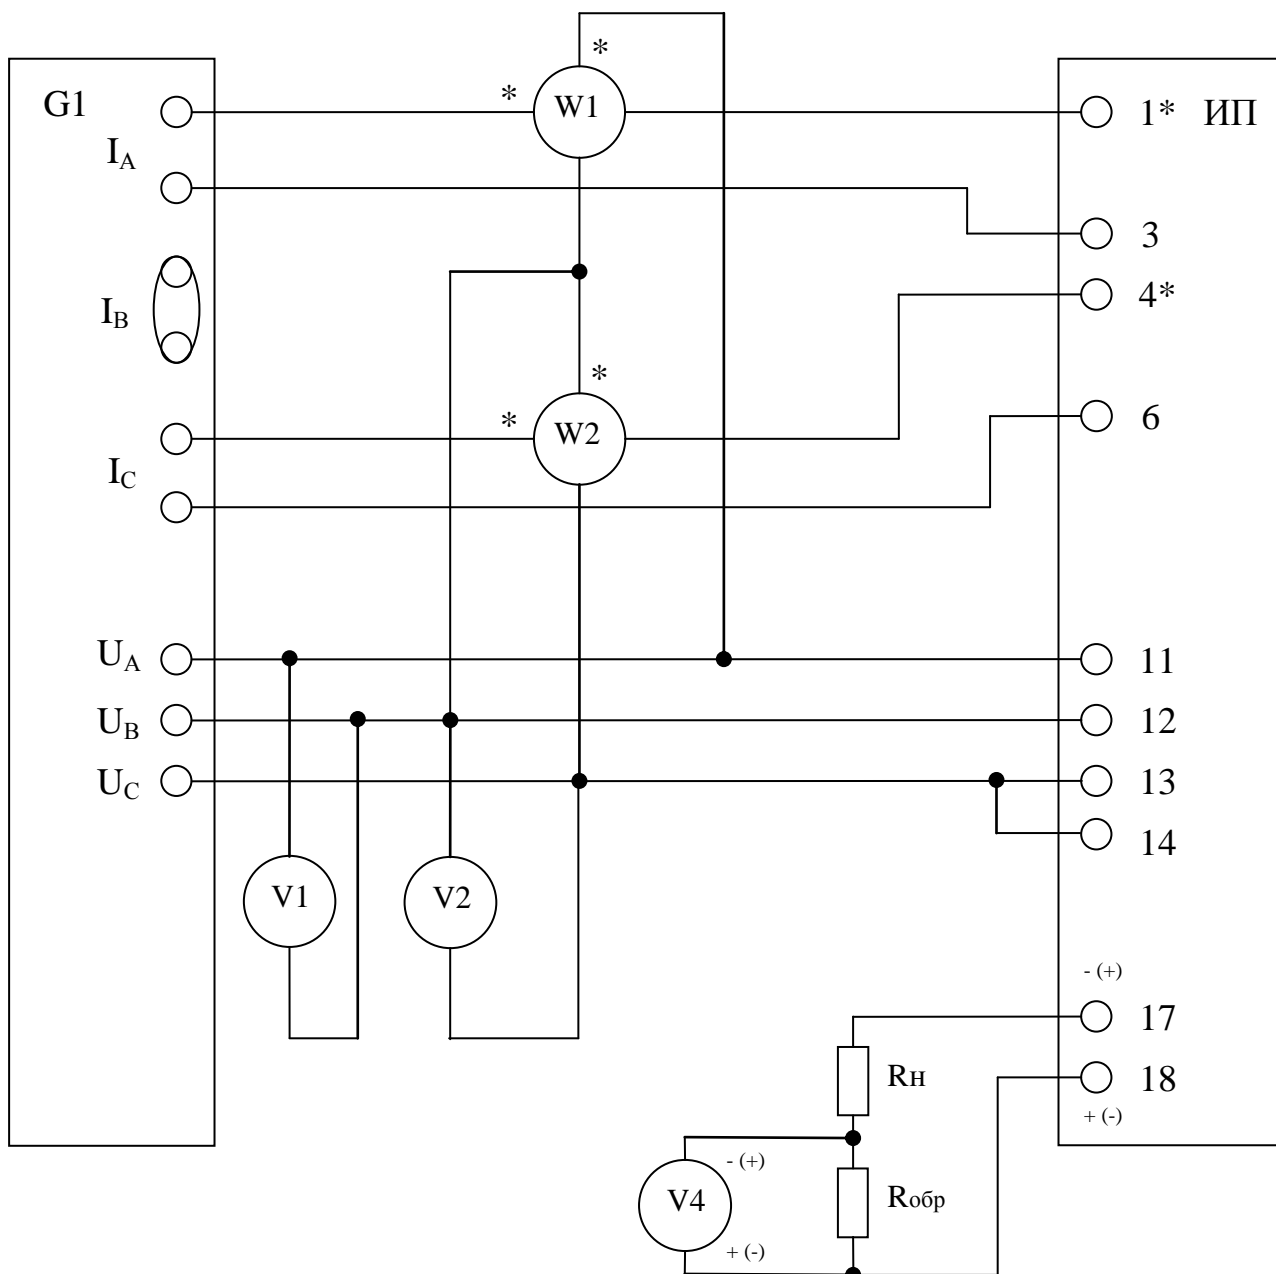 *
G1
*
W1
1* ИП
I_A
3
4*
I_B
*
*
W2
6
I_C
U_A
11
U_B
12
U_C
13
14
V1
V2
- (+)
17
Rн
18
+ (-)
- (+)
V4
Rобр
+ (-)